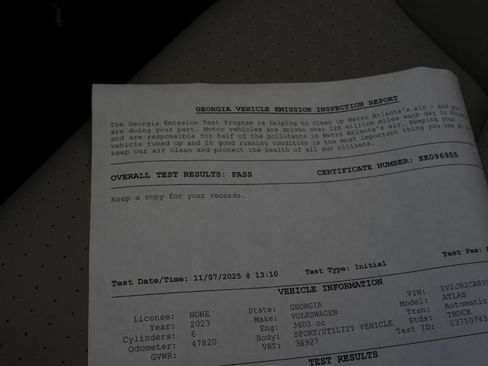 GEORGIA VEHICLE EMISSION INSPECTION REPORT
The Georgia Emission Test Program is helping to clean up Metro Atlanta's air - and you
are doing your part. Motor vehicles are driven over 128 million miles each day in
and are responsible for half of the pollutants in Metro Atlanta's air. Keeping your
vehicle tuned up and in good running condition is the most important thing you can
keep our air clean and protect the health of all our citizens.
OVERALL TEST RESULTS: PASS CERTIFICATE NUMBER: KK096955
Keep a copy for your records.
Test Date/Time: 11/07/2025 @ 13:10 Test Type: Initial Test Fee:
VEHICLE INFORMATION
License: NONE State: GEORGIA VIN:
Year: 2023 Make: VOLKSWAGEN Model: ATLAS
Cylinders: 6 Eng: 3600 cc Tran: Automatic
Odometer: 47820 Body: SPORT/UTILITY VEHICLE Stds: TRUCK
GVWR: VRT: 38927 Test ID:
TEST RESULTS